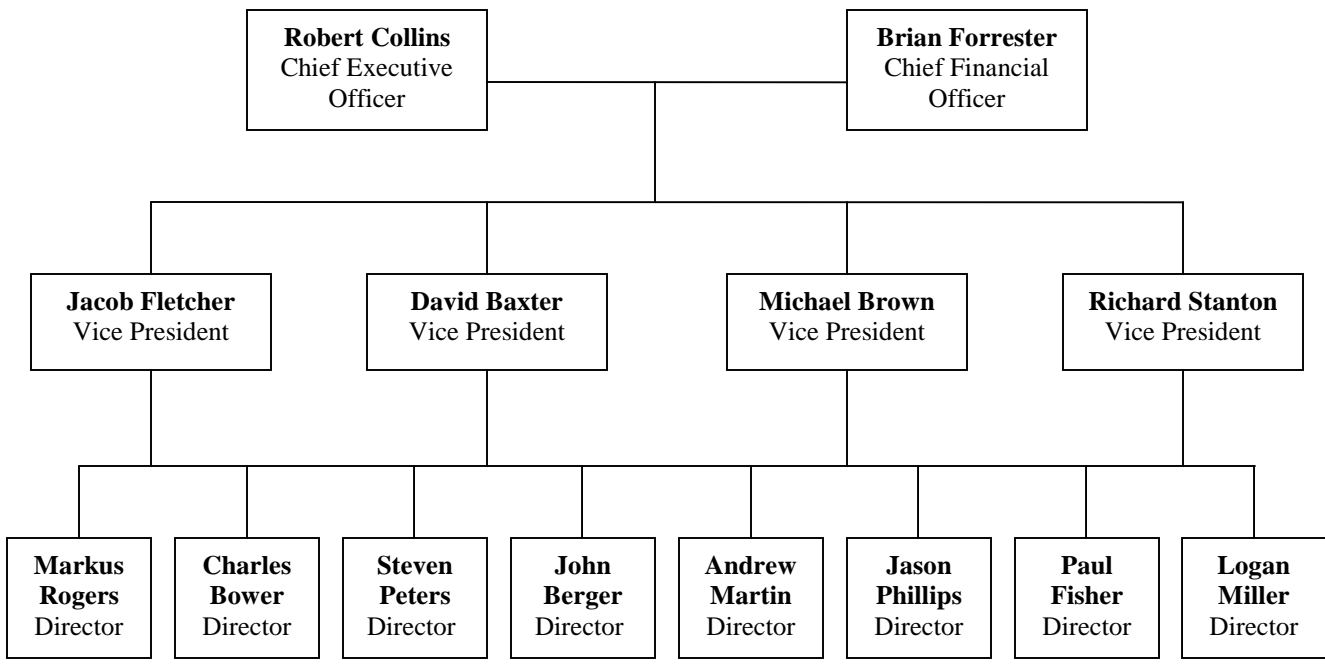 Robert Collins
Chief Executive
Officer
Brian Forrester
Chief Financial
Officer
Jacob Fletcher
Vice President
David Baxter
Vice President
Michael Brown
Vice President
Richard Stanton
Vice President
Markus
Rogers
Director
Charles
Bower
Director
Steven
Peters
Director
John
Berger
Director
Andrew
Martin
Director
Jason
Phillips
Director
Paul
Fisher
Director
Logan
Miller
Director